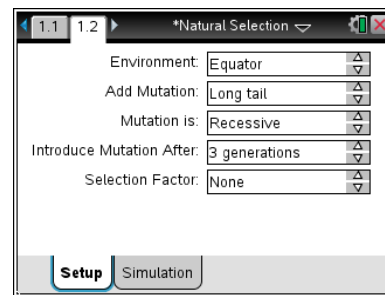 1.1 1.2 *Natural Selection
Environment: Equator
Add Mutation: Long tail
Mutation is: Recessive
Introduce Mutation After: 3 generations
Selection Factor: None
Setup Simulation